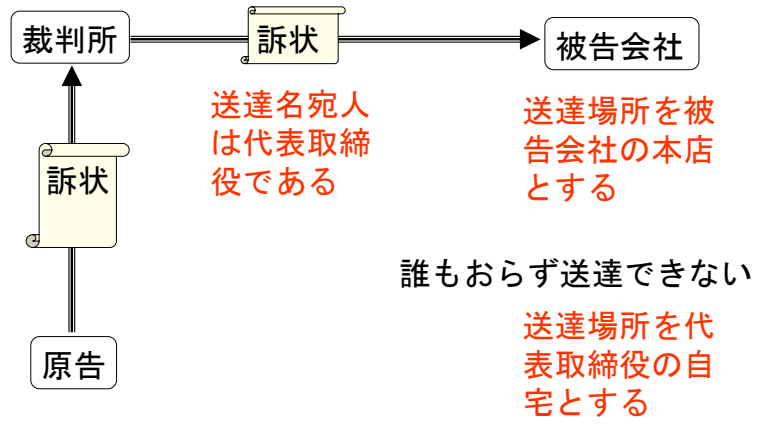 裁判所
訴状
被告会社
送達名宛人
は代表取締
役である
送達場所を被
告会社の本店
とする
訴状
誰もおらず送達できない
送達場所を代
表取締役の自
宅とする
原告